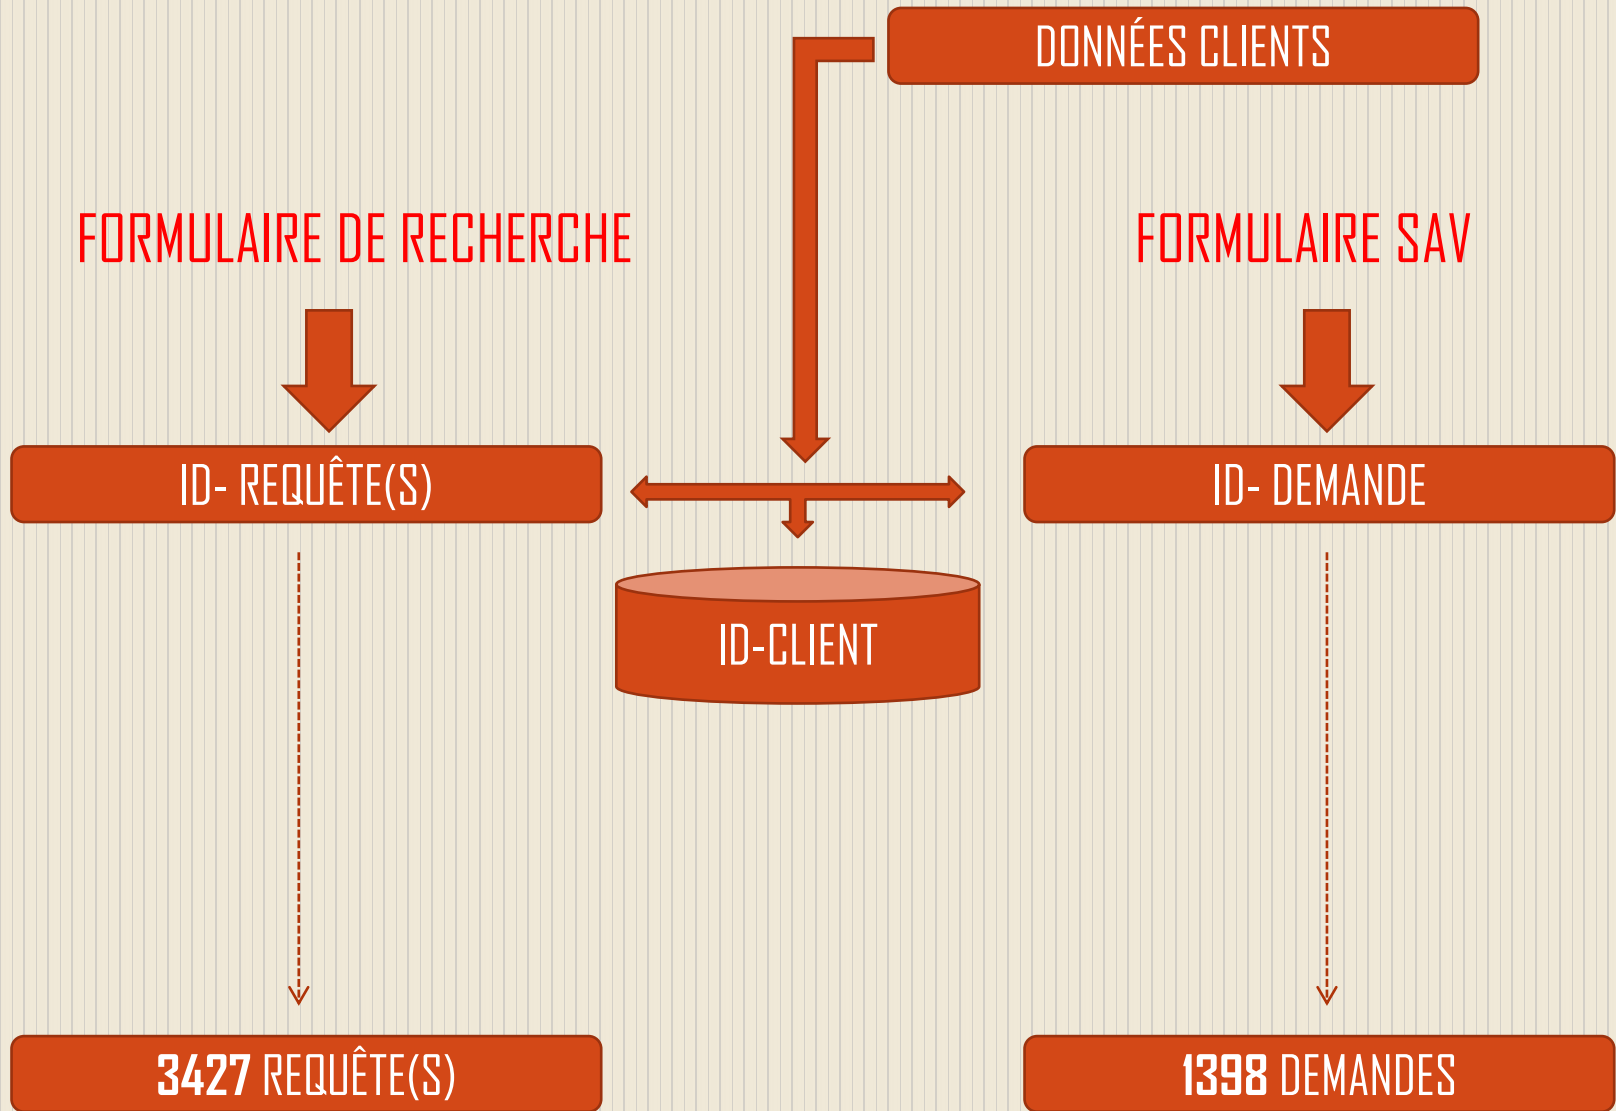 DONNÉES CLIENTS
FORMULAIRE DE RECHERCHE
FORMULAIRE SAV
ID- REQUÊTE(S)
ID- DEMANDE
ID-CLIENT
3427 REQUÊTE(S)
1398 DEMANDES